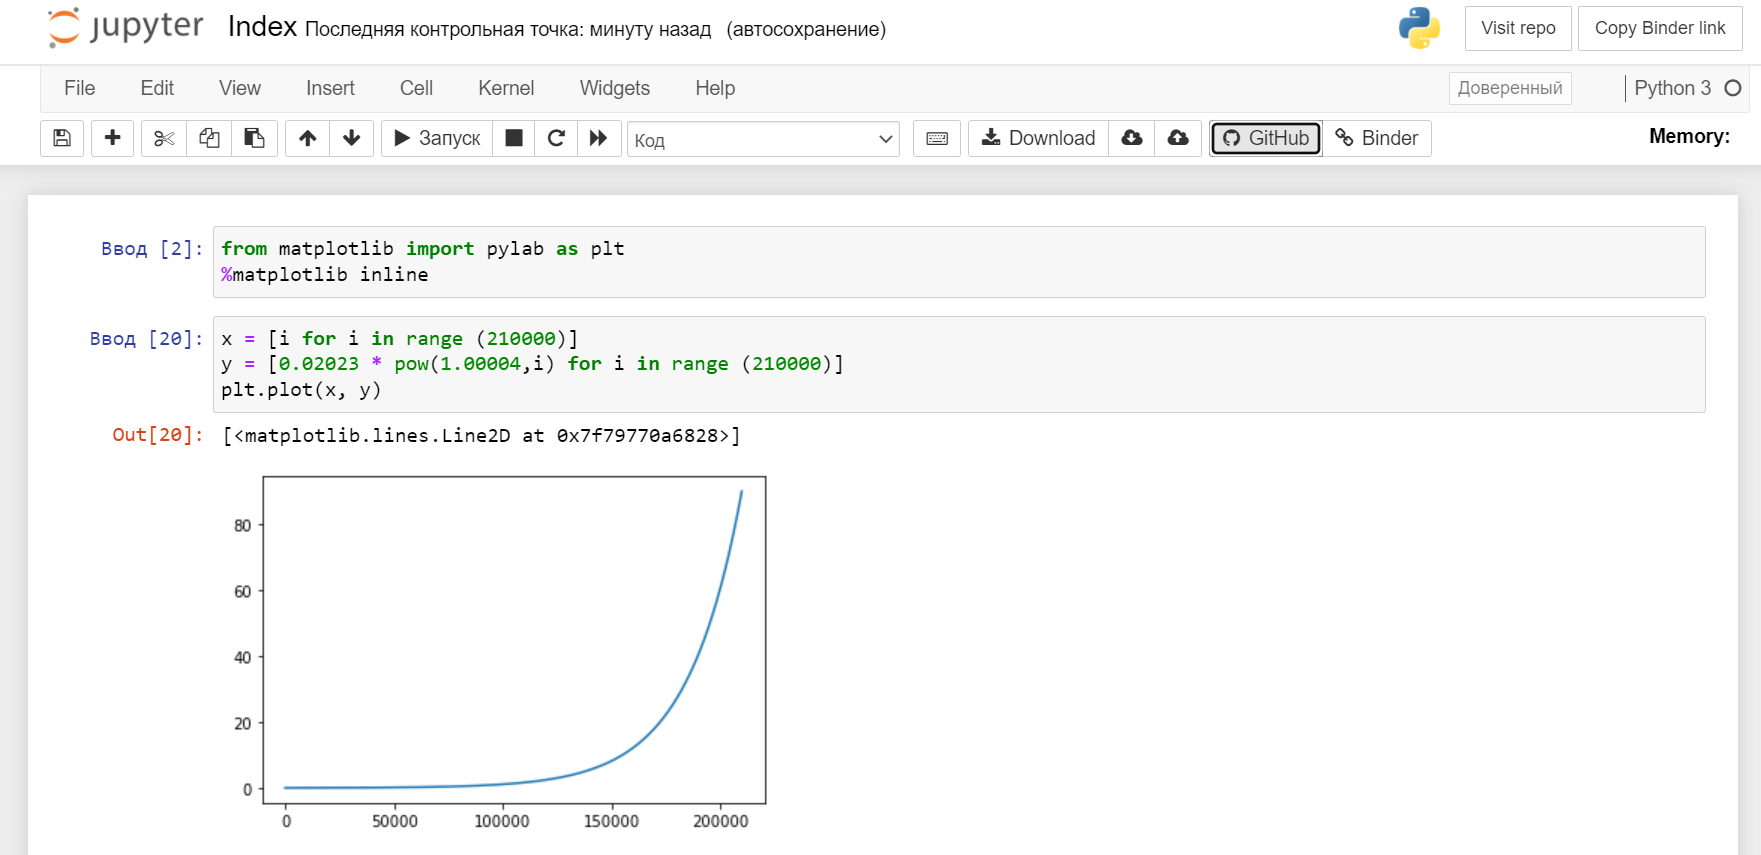 jupyter Index Последняя контрольная точка: минуту назад (автосохранение) Visit repo Copy Binder link
File Edit View Insert Cell Kernel Widgets Help Доверенный Python 3
Запуск Код Download GitHub Binder Memory:
Ввод [2]: from matplotlib import pylab as plt
%matplotlib inline
Ввод [20]: x = [i for i in range (210000)]
y = [0.02023 * pow(1.00004,i) for i in range (210000)]
plt.plot(x, y)
Out[20]: [<matplotlib.lines.Line2D at 0x7f79770a6828>]
80
60
40
20
0
0 50000 100000 150000 200000